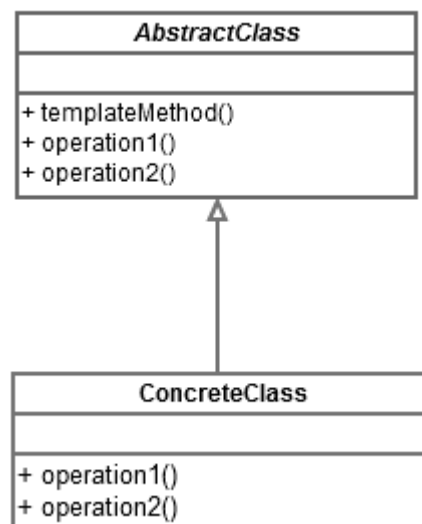 AbstractClass
+ templateMethod()
+ operation1()
+ operation2()
ConcreteClass
+ operation1()
+ operation2()